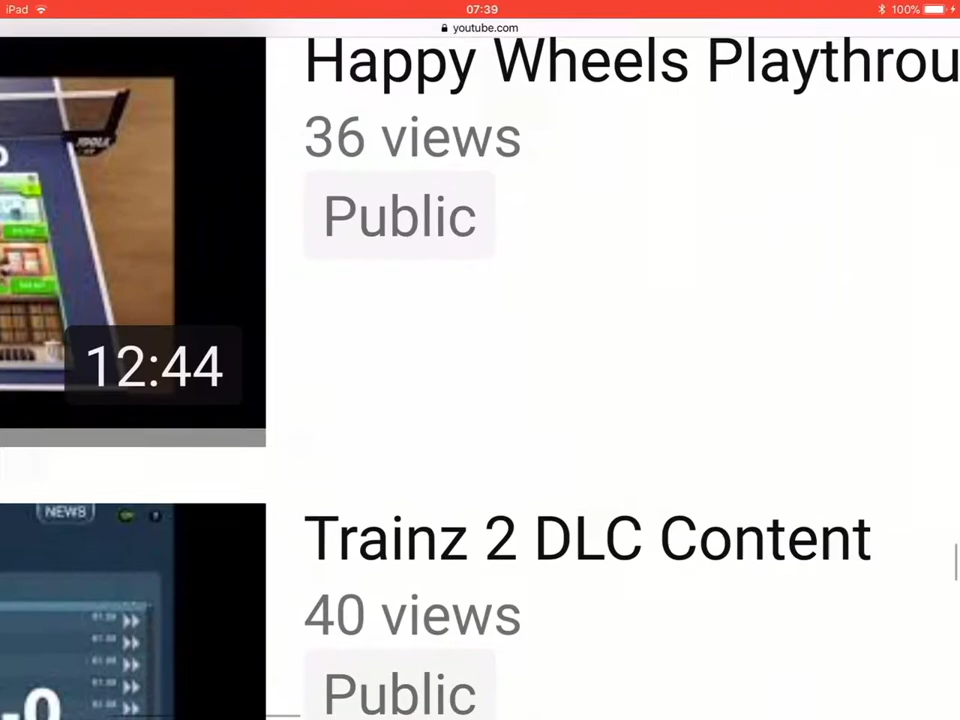 iPad 07:39 100%
youtube.com
Happy Wheels Playthrou
36 views
Public
12:44
NEWS
Trainz 2 DLC Content
40 views
Public
-0